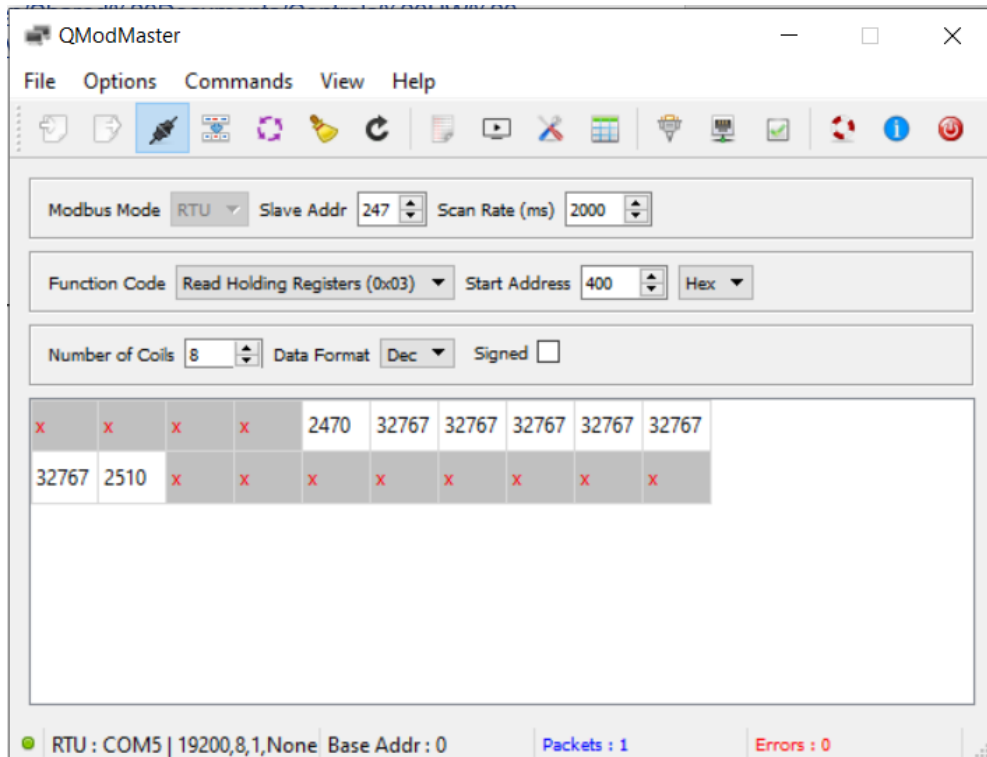 QModMaster
File Options Commands View Help
Modbus Mode RTU Slave Addr 247 Scan Rate (ms) 2000
Function Code Read Holding Registers (0x03) Start Address 400 Hex
Number of Coils 8 Data Format Dec Signed
x x x x 2470 32767 32767 32767 32767 32767
32767 2510 x x x x x x x x
RTU : COM5 | 19200,8,1,None Base Addr : 0 Packets : 1 Errors : 0